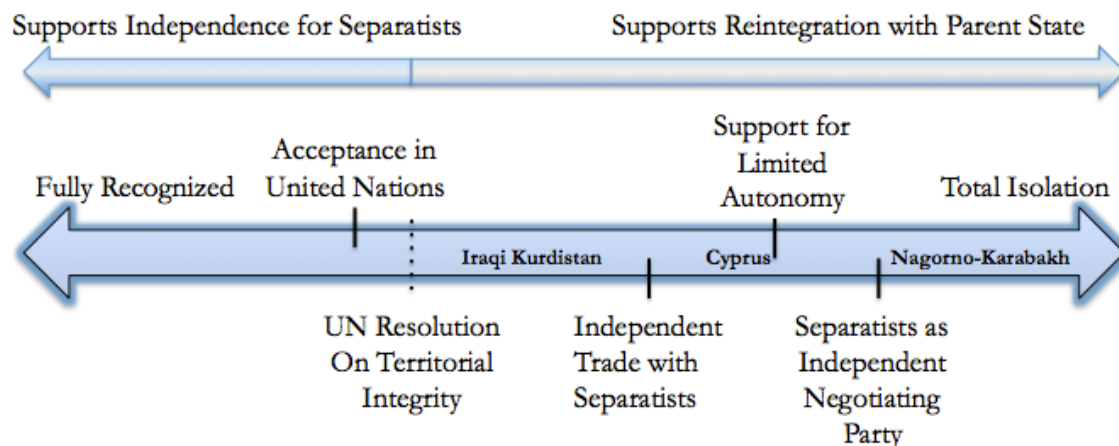 Supports Independence for Separatists
Supports Reintegration with Parent State
Fully Recognized
Acceptance in
United Nations
Support for
Limited
Autonomy
Total Isolation
Iraqi Kurdistan
Cyprus
Nagorno-Karabakh
UN Resolution
On Territorial
Integrity
Independent
Trade with
Separatists
Separatists as
Independent
Negotiating
Party